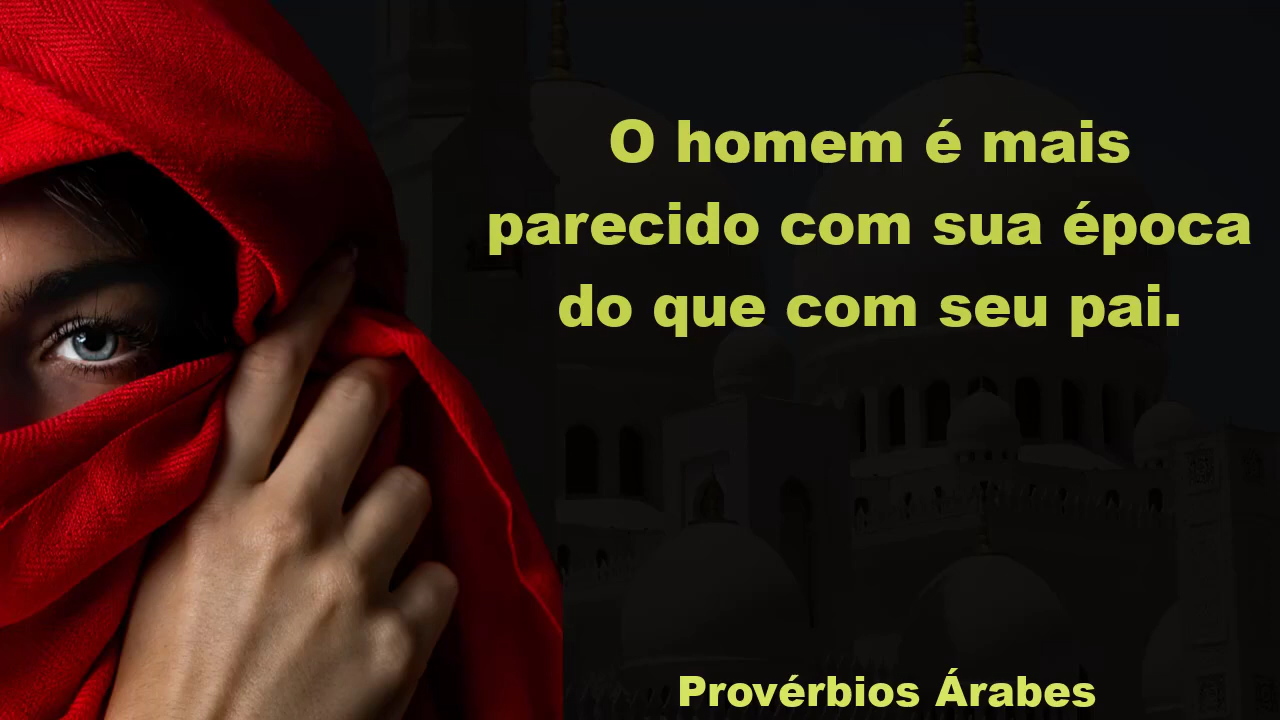 O homem é mais
parecido com sua época
do que com seu pai.
Provérbios Árabes